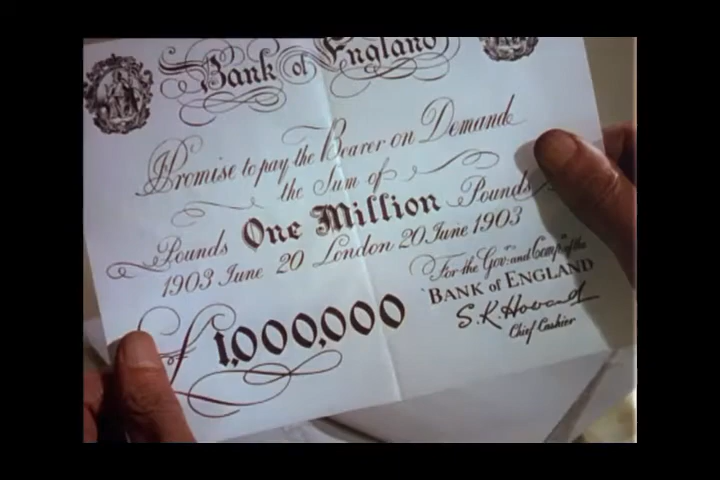 Bank of England
Promise to pay the Bearer on Demand
the Sum of
Pounds One Million Pounds
1903 June 20 London 20 June 1903
For the Gov.r and Comp.a of the
BANK of ENGLAND
S.K. Howard
Chief Cashier
£1,000,000